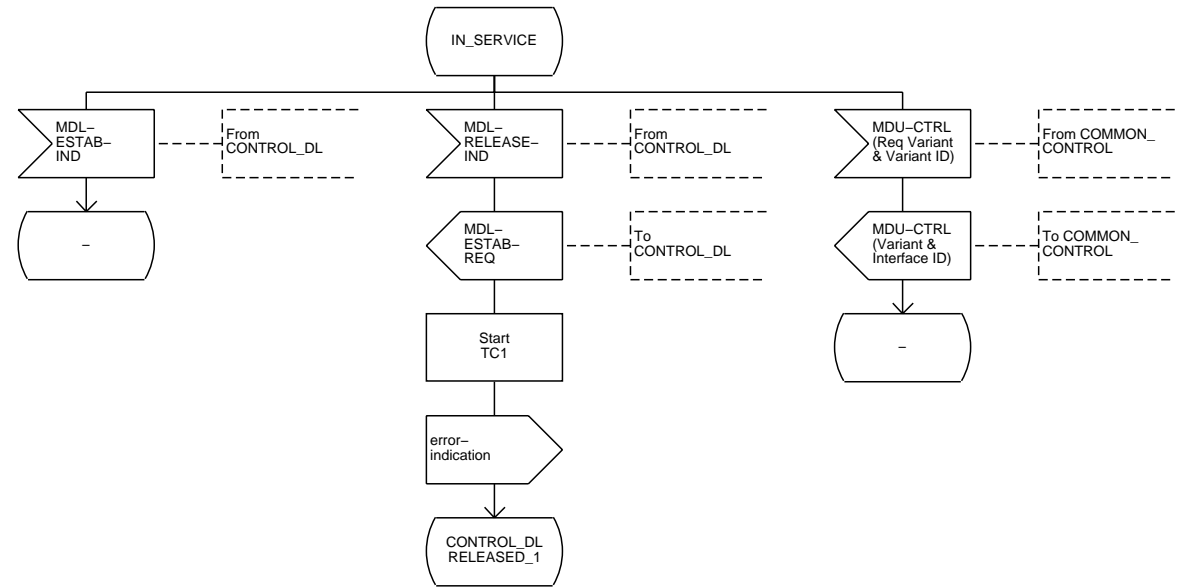 IN_SERVICE
MDL–
ESTAB–
IND
From
CONTROL_DL
MDL–
RELEASE–
IND
From
CONTROL_DL
MDU–CTRL
(Req Variant
& Variant ID)
From COMMON_
CONTROL
–
MDL–
ESTAB–
REQ
To
CONTROL_DL
MDU–CTRL
(Variant &
Interface ID)
To COMMON_
CONTROL
Start
TC1
–
error–
indication
CONTROL_DL
RELEASED_1